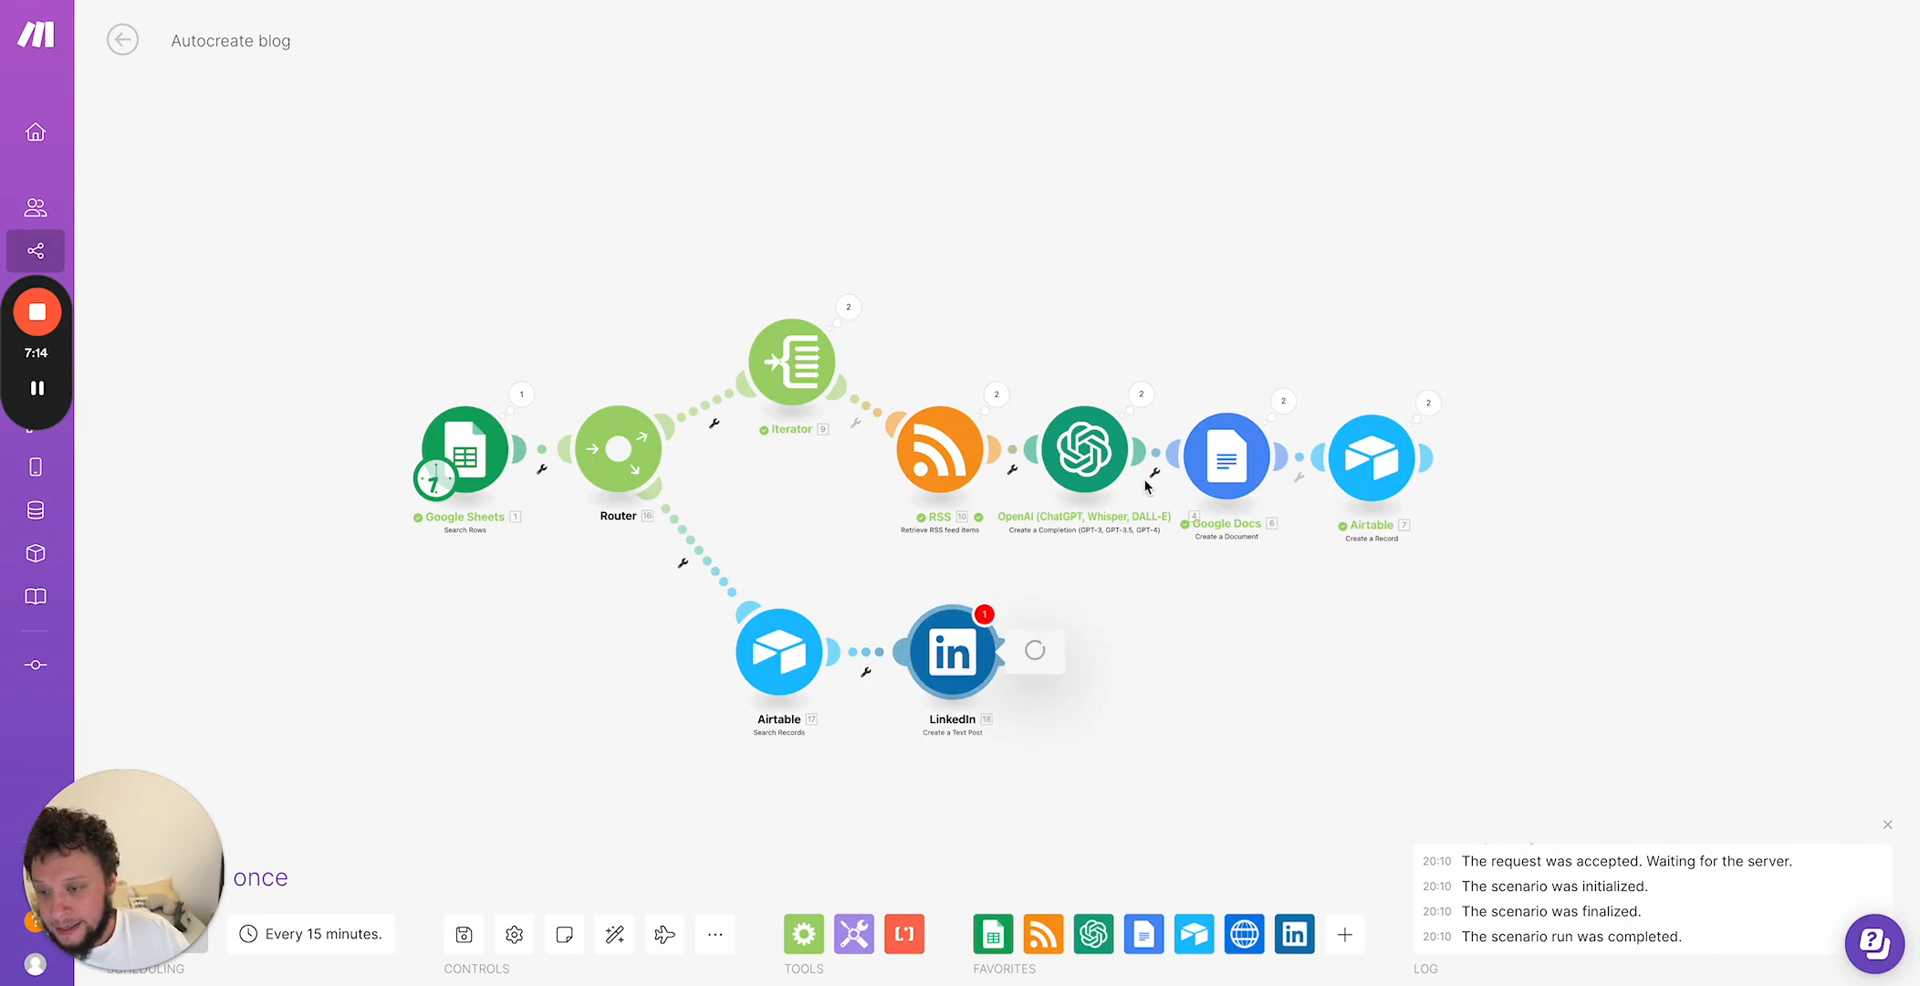 Autocreate blog
7:14
2
Iterator 9
1
Google Sheets 1
Search Rows
Router 16
2
RSS 10
Retrieve RSS feed items
2
OpenAI (ChatGPT, Whisper, DALL-E) 4
Create a Completion (GPT-3, GPT-3.5, GPT-4)
2
Google Docs 6
Create a Document
2
Airtable 7
Create a Record
Airtable 17
Search Records
1
in
LinkedIn 18
Create a Text Post
once
Every 15 minutes.
SCHEDULING
CONTROLS
TOOLS
in
FAVORITES
20:10 The request was accepted. Waiting for the server.
20:10 The scenario was initialized.
20:10 The scenario was finalized.
20:10 The scenario run was completed.
LOG